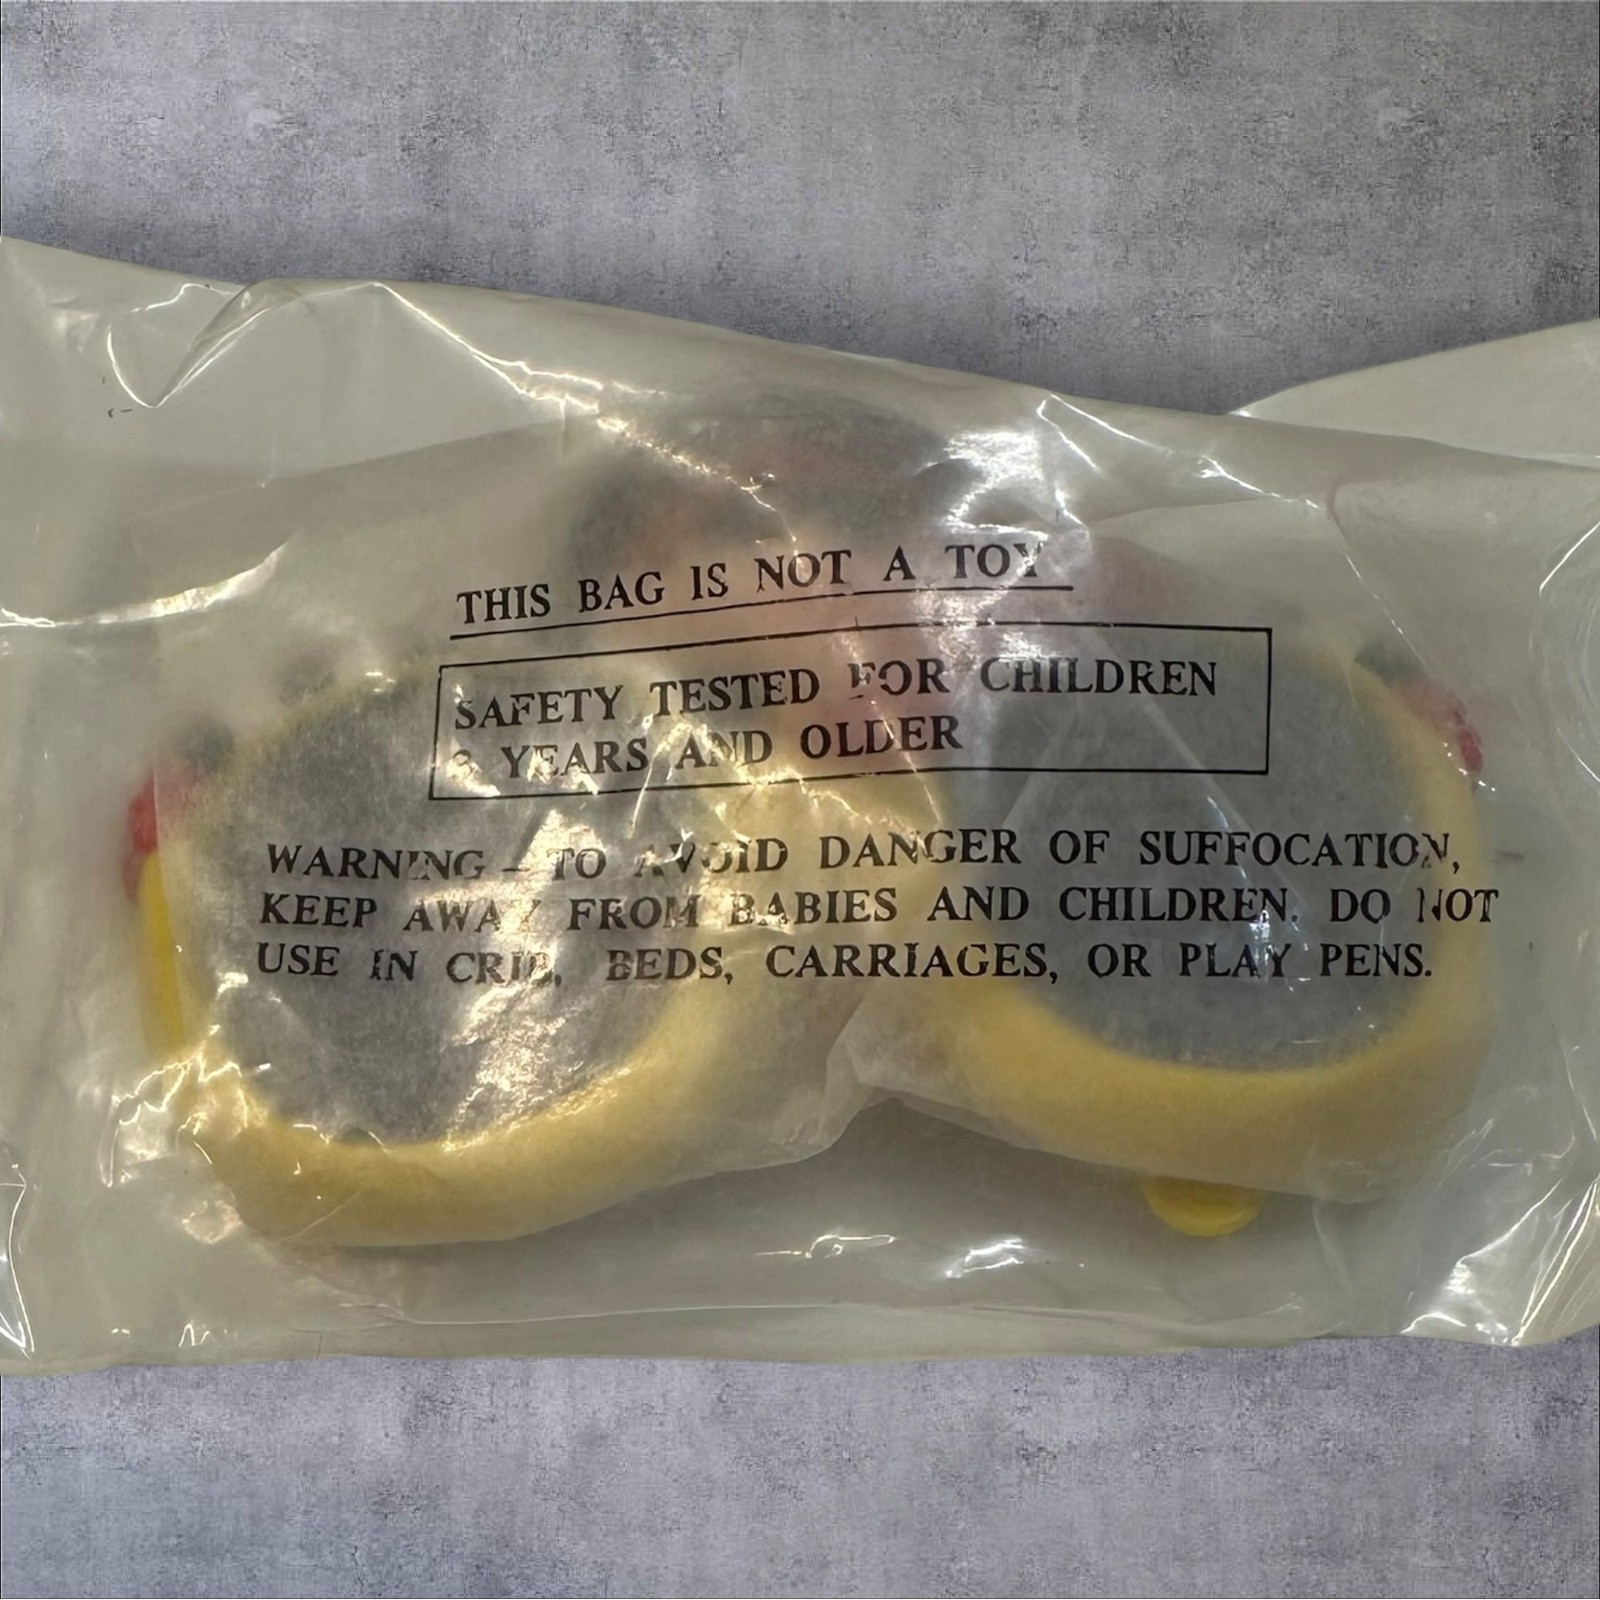 THIS BAG IS NOT A TOY
SAFETY TESTED FOR CHILDREN
3 YEARS AND OLDER
WARNING – TO AVOID DANGER OF SUFFOCATION,
KEEP AWAY FROM BABIES AND CHILDREN. DO NOT
USE IN CRIB, BEDS, CARRIAGES, OR PLAY PENS.